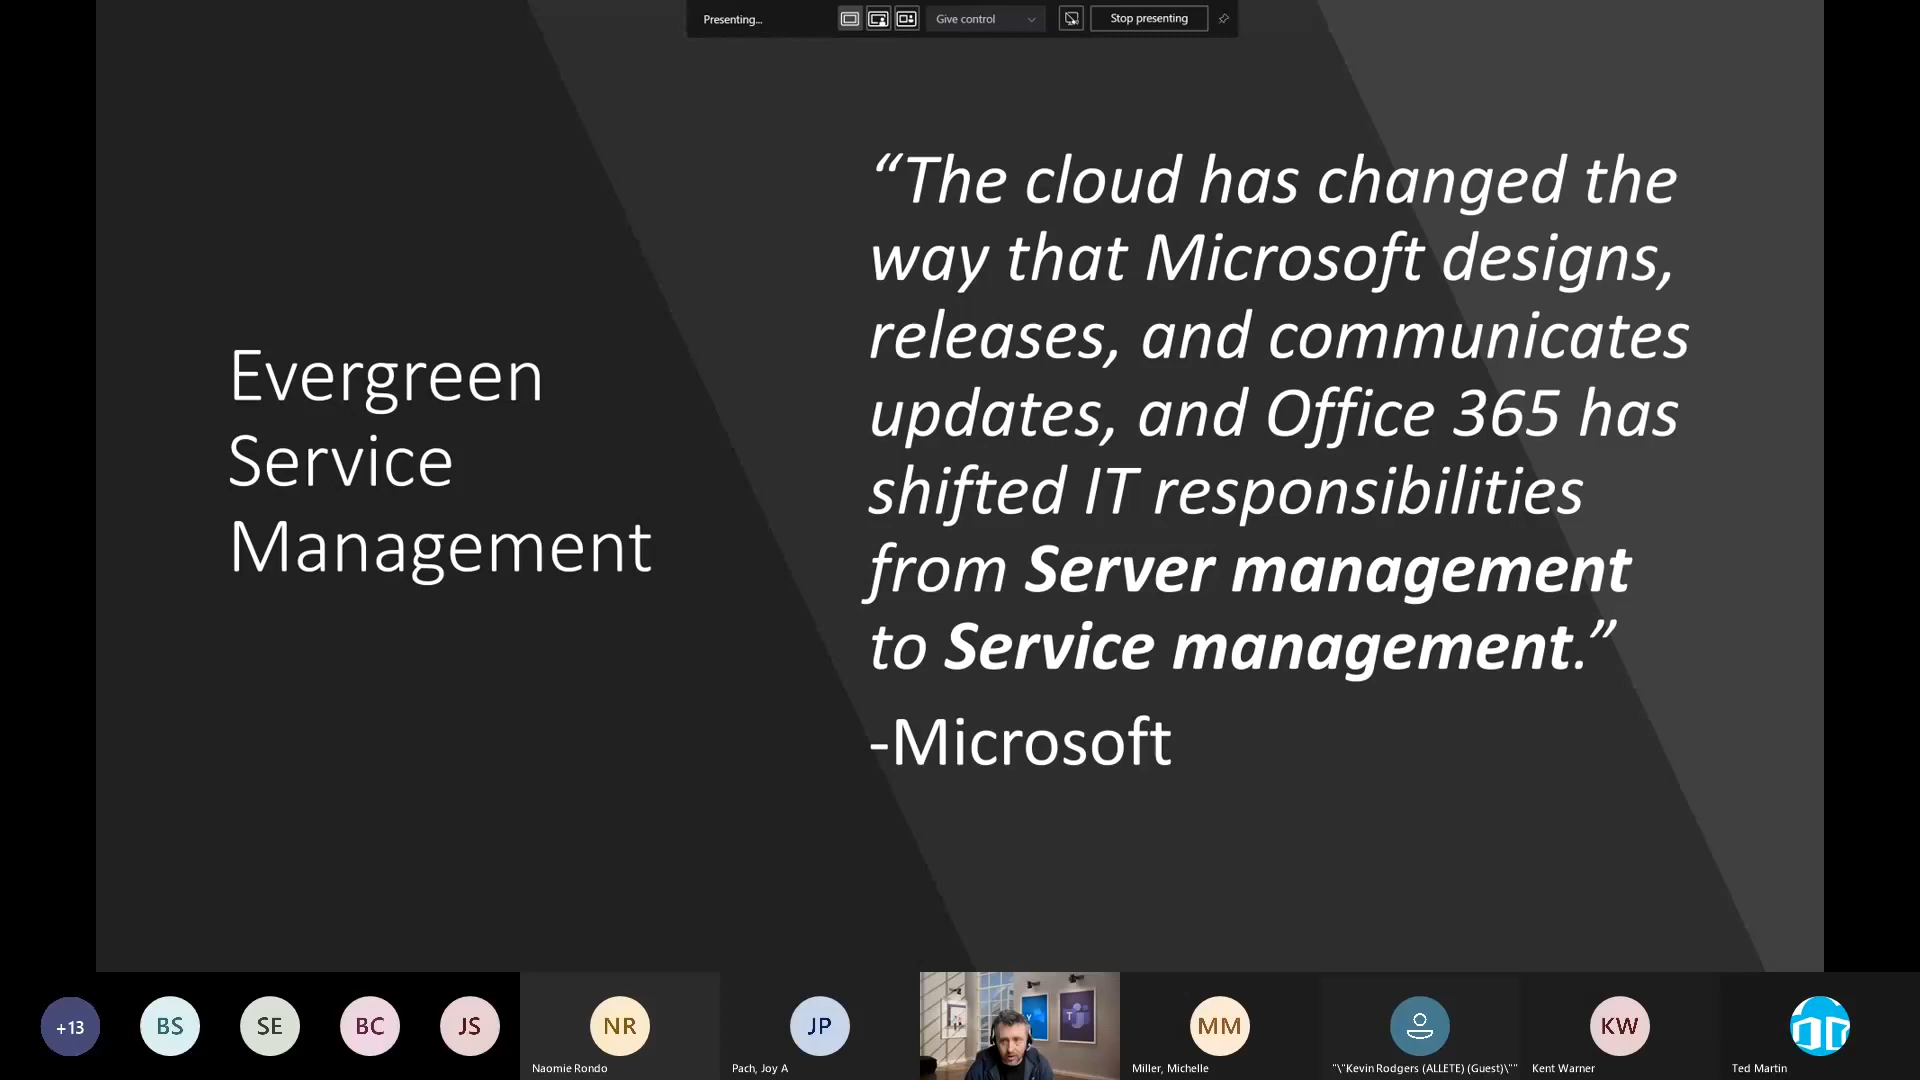 Presenting...
Give control
Stop presenting
Evergreen
Service
Management
“The cloud has changed the
way that Microsoft designs,
releases, and communicates
updates, and Office 365 has
shifted IT responsibilities
from Server management
to Service management.”
-Microsoft
+13
BS
SE
BC
JS
NR
JP
MM
KW
Naomie Rondo
Pach, Joy A
Miller, Michelle
"\"Kevin Rodgers (ALLETE) (Guest)\""
Kent Warner
Ted Martin